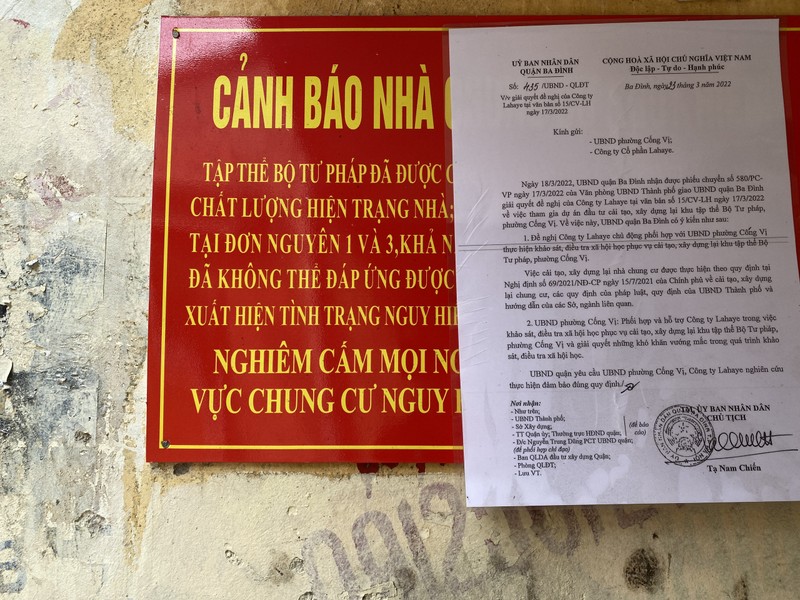 CẢNH BÁO NHÀ
TẬP THỂ BỘ TƯ PHÁP ĐÃ ĐƯỢC
CHẤT LƯỢNG HIỆN TRẠNG NHÀ;
TẠI ĐƠN NGUYÊN 1 VÀ 3,KHẢ N
ĐÃ KHÔNG THỂ ĐÁP ỨNG ĐƯỢC
XUẤT HIỆN TÌNH TRẠNG NGUY HIỂ
NGHIÊM CẤM MỌI NG
VỰC CHUNG CƯ NGUY
ỦY BAN NHÂN DÂN
QUẬN BA ĐÌNH
Số: 435 /UBND - QLĐT
V/v giải quyết đề nghị của Công ty
Lahaye tại văn bản số 15/CV-LH
ngày 17/3/2022
CỘNG HOÀ XÃ HỘI CHỦ NGHĨA VIỆT NAM
Độc lập - Tự do - Hạnh phúc
Ba Đình, ngày 23 tháng 3 năm 2022
Kính gửi:
- UBND phường Cống Vị;
- Công ty Cổ phần Lahaye.
Ngày 18/3/2022, UBND quận Ba Đình nhận được phiếu chuyển số 580/PC-
VP ngày 17/3/2022 của Văn phòng UBND Thành phố giao UBND quận Ba Đình
giải quyết đề nghị của Công ty Lahaye tại văn bản số 15/CV-LH ngày 17/3/2022
về việc tham gia dự án đầu tư cải tạo, xây dựng lại khu tập thể Bộ Tư pháp,
phường Cống Vị. Về việc này, UBND quận Ba Đình có ý kiến như sau:
1. Đề nghị Công ty Lahaye chủ động phối hợp với UBND phường Cống Vị
thực hiện khảo sát, điều tra xã hội học phục vụ cải tạo, xây dựng lại khu tập thể Bộ
Tư pháp, phường Cống Vị.
Việc cải tạo, xây dựng lại nhà chung cư được thực hiện theo quy định tại
Nghị định số 69/2021/NĐ-CP ngày 15/7/2021 của Chính phủ về cải tạo, xây dựng
lại chung cư, các quy định của pháp luật, quy định của UBND Thành phố và
hướng dẫn của các Sở, ngành liên quan.
2. UBND phường Cống Vị: Phối hợp và hỗ trợ Công ty Lahaye trong việc
khảo sát, điều tra xã hội học phục vụ cải tạo, xây dựng lại khu tập thể Bộ Tư pháp,
phường Cống Vị và giải quyết những khó khăn vướng mắc trong quá trình khảo
sát, điều tra xã hội học.
UBND quận yêu cầu UBND phường Cống Vị, Công ty Lahaye nghiên cứu
thực hiện đảm bảo đúng quy định./.
Nơi nhận:
- Như trên;
- UBND Thành phố;
- Sở Xây dựng;
- TT Quận ủy; Thường trực HĐND quận;
- Đ/c Nguyễn Trung Dũng PCT UBND quận;
(để báo cáo)
(để phối hợp chỉ đạo)
- Ban QLDA đầu tư xây dựng Quận;
- Phòng QLĐT;
- Lưu VT.
TM. ỦY BAN NHÂN DÂN
CHỦ TỊCH
Tạ Nam Chiến